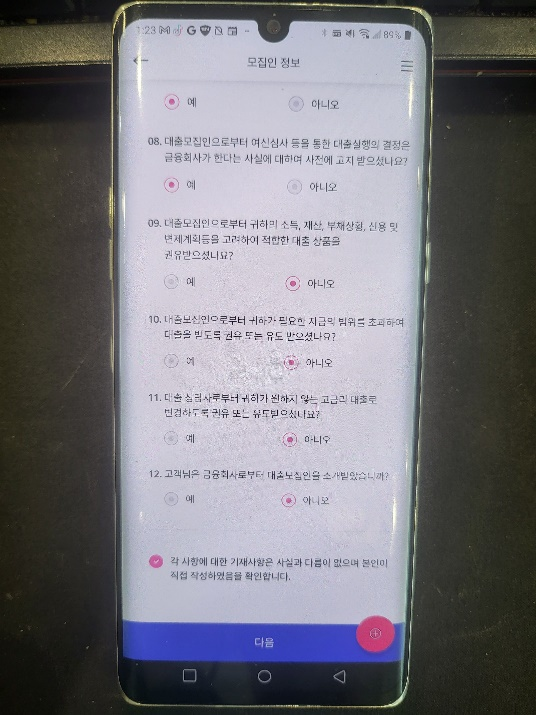 1:23 89%
모집인 정보
예 아니오
08. 대출모집인으로부터 여신심사 등을 통한 대출실행의 결정은
금융회사가 한다는 사실에 대하여 사전에 고지 받으셨나요?
예 아니오
09. 대출모집인으로부터 귀하의 소득, 재산, 부채상황, 신용 및
변제계획등을 고려하여 적합한 대출 상품을
권유받으셨나요?
예 아니오
10. 대출모집인으로부터 귀하가 필요한 자금의 범위를 초과하여
대출을 받도록 권유 또는 유도 받으셨나요?
예 아니오
11. 대출 상담사로부터 귀하가 원하지 않는 고금리 대출로
변경하도록 권유 또는 유도받으셨나요?
예 아니오
12. 고객님은 금융회사로부터 대출모집인을 소개받았습니까?
예 아니오
각 사항에 대한 기재사항은 사실과 다름이 없으며 본인이
직접 작성하였음을 확인합니다.
다음